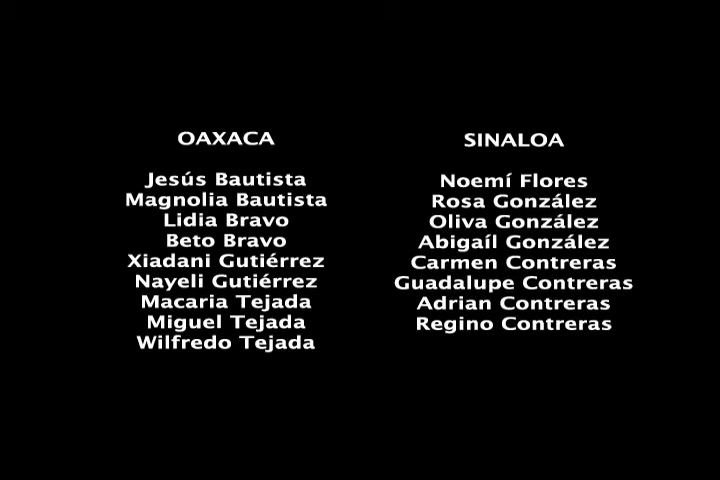 OAXACA
Jesús Bautista
Magnolia Bautista
Lidia Bravo
Beto Bravo
Xiadani Gutiérrez
Nayeli Gutiérrez
Macaria Tejada
Miguel Tejada
Wilfredo Tejada
SINALOA
Noemí Flores
Rosa González
Oliva González
Abigaíl González
Carmen Contreras
Guadalupe Contreras
Adrian Contreras
Regino Contreras